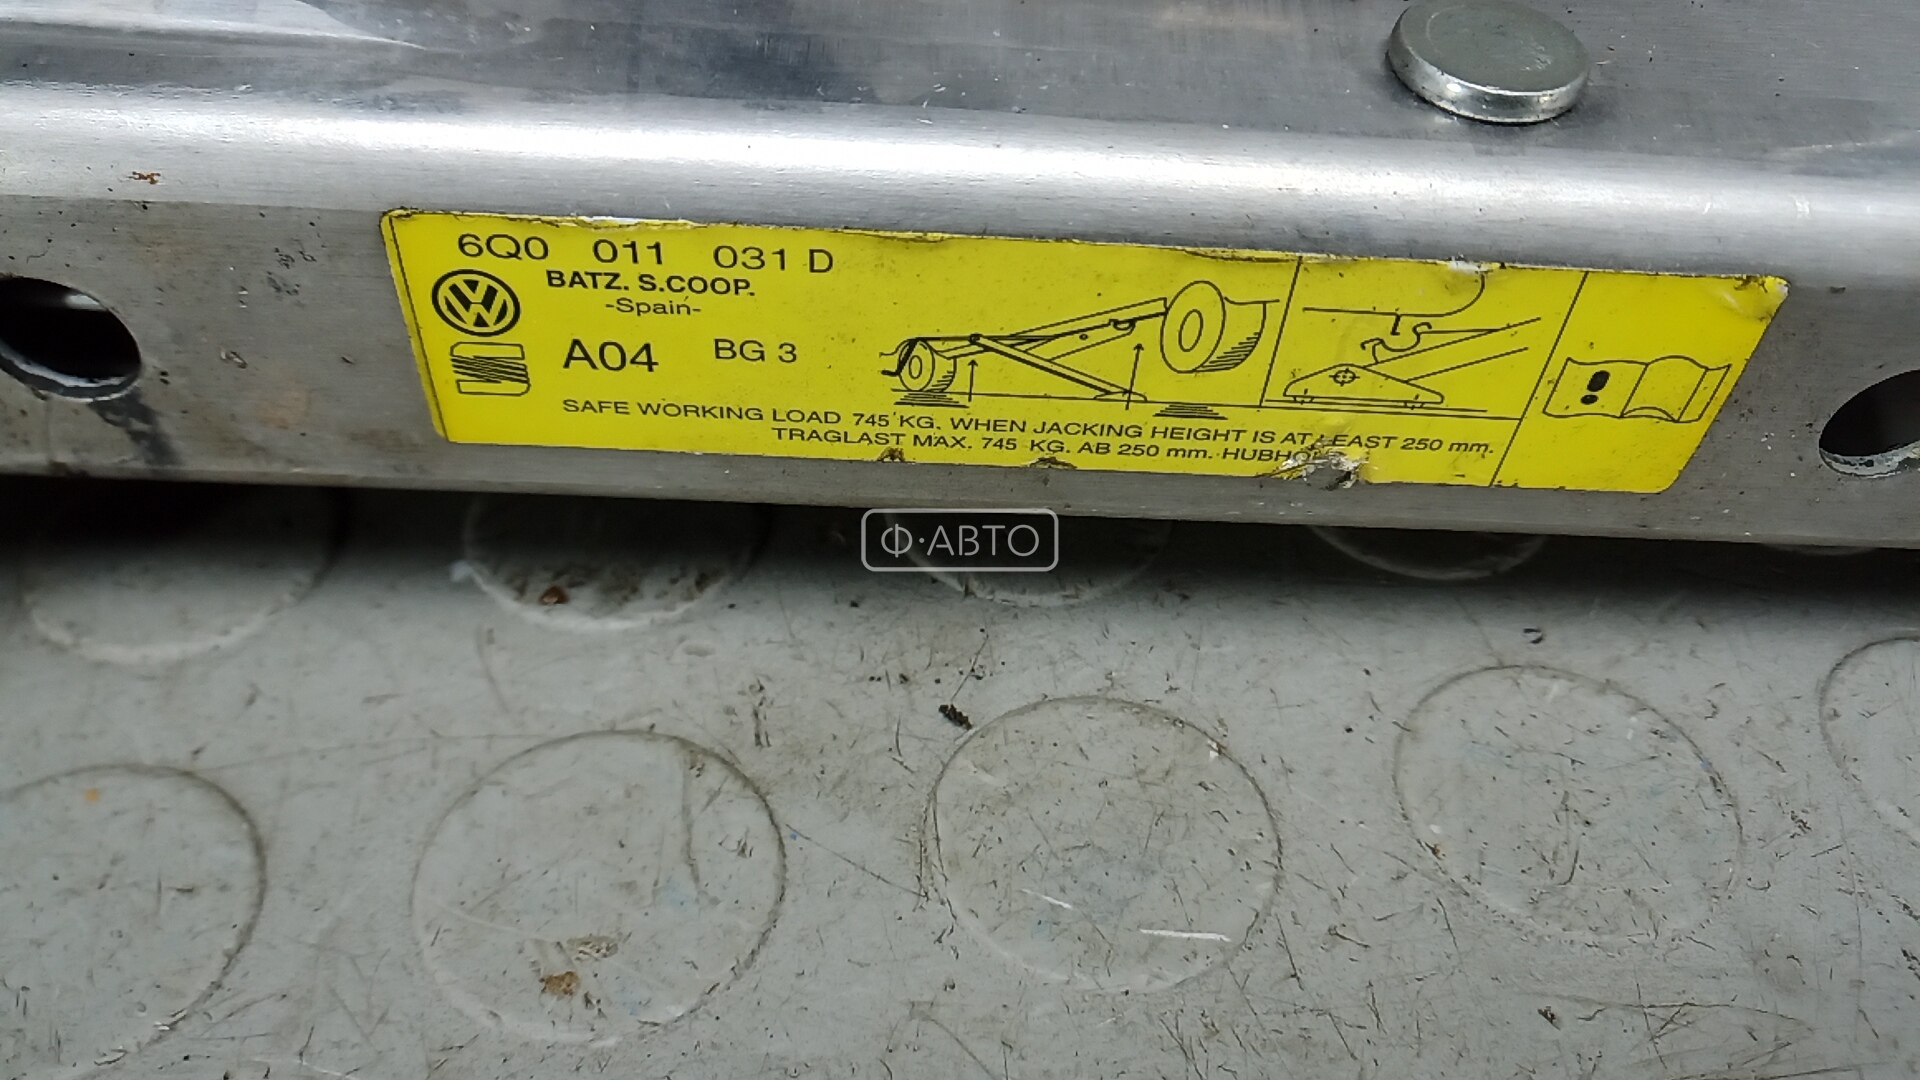 6Q0 011 031 D
BATZ. S.COOP.
-Spain-
A04 BG 3
SAFE WORKING LOAD 745 KG. WHEN JACKING HEIGHT IS AT LEAST 250 mm.
TRAGLAST MAX. 745 KG. AB 250 mm.
Ф·АВТО